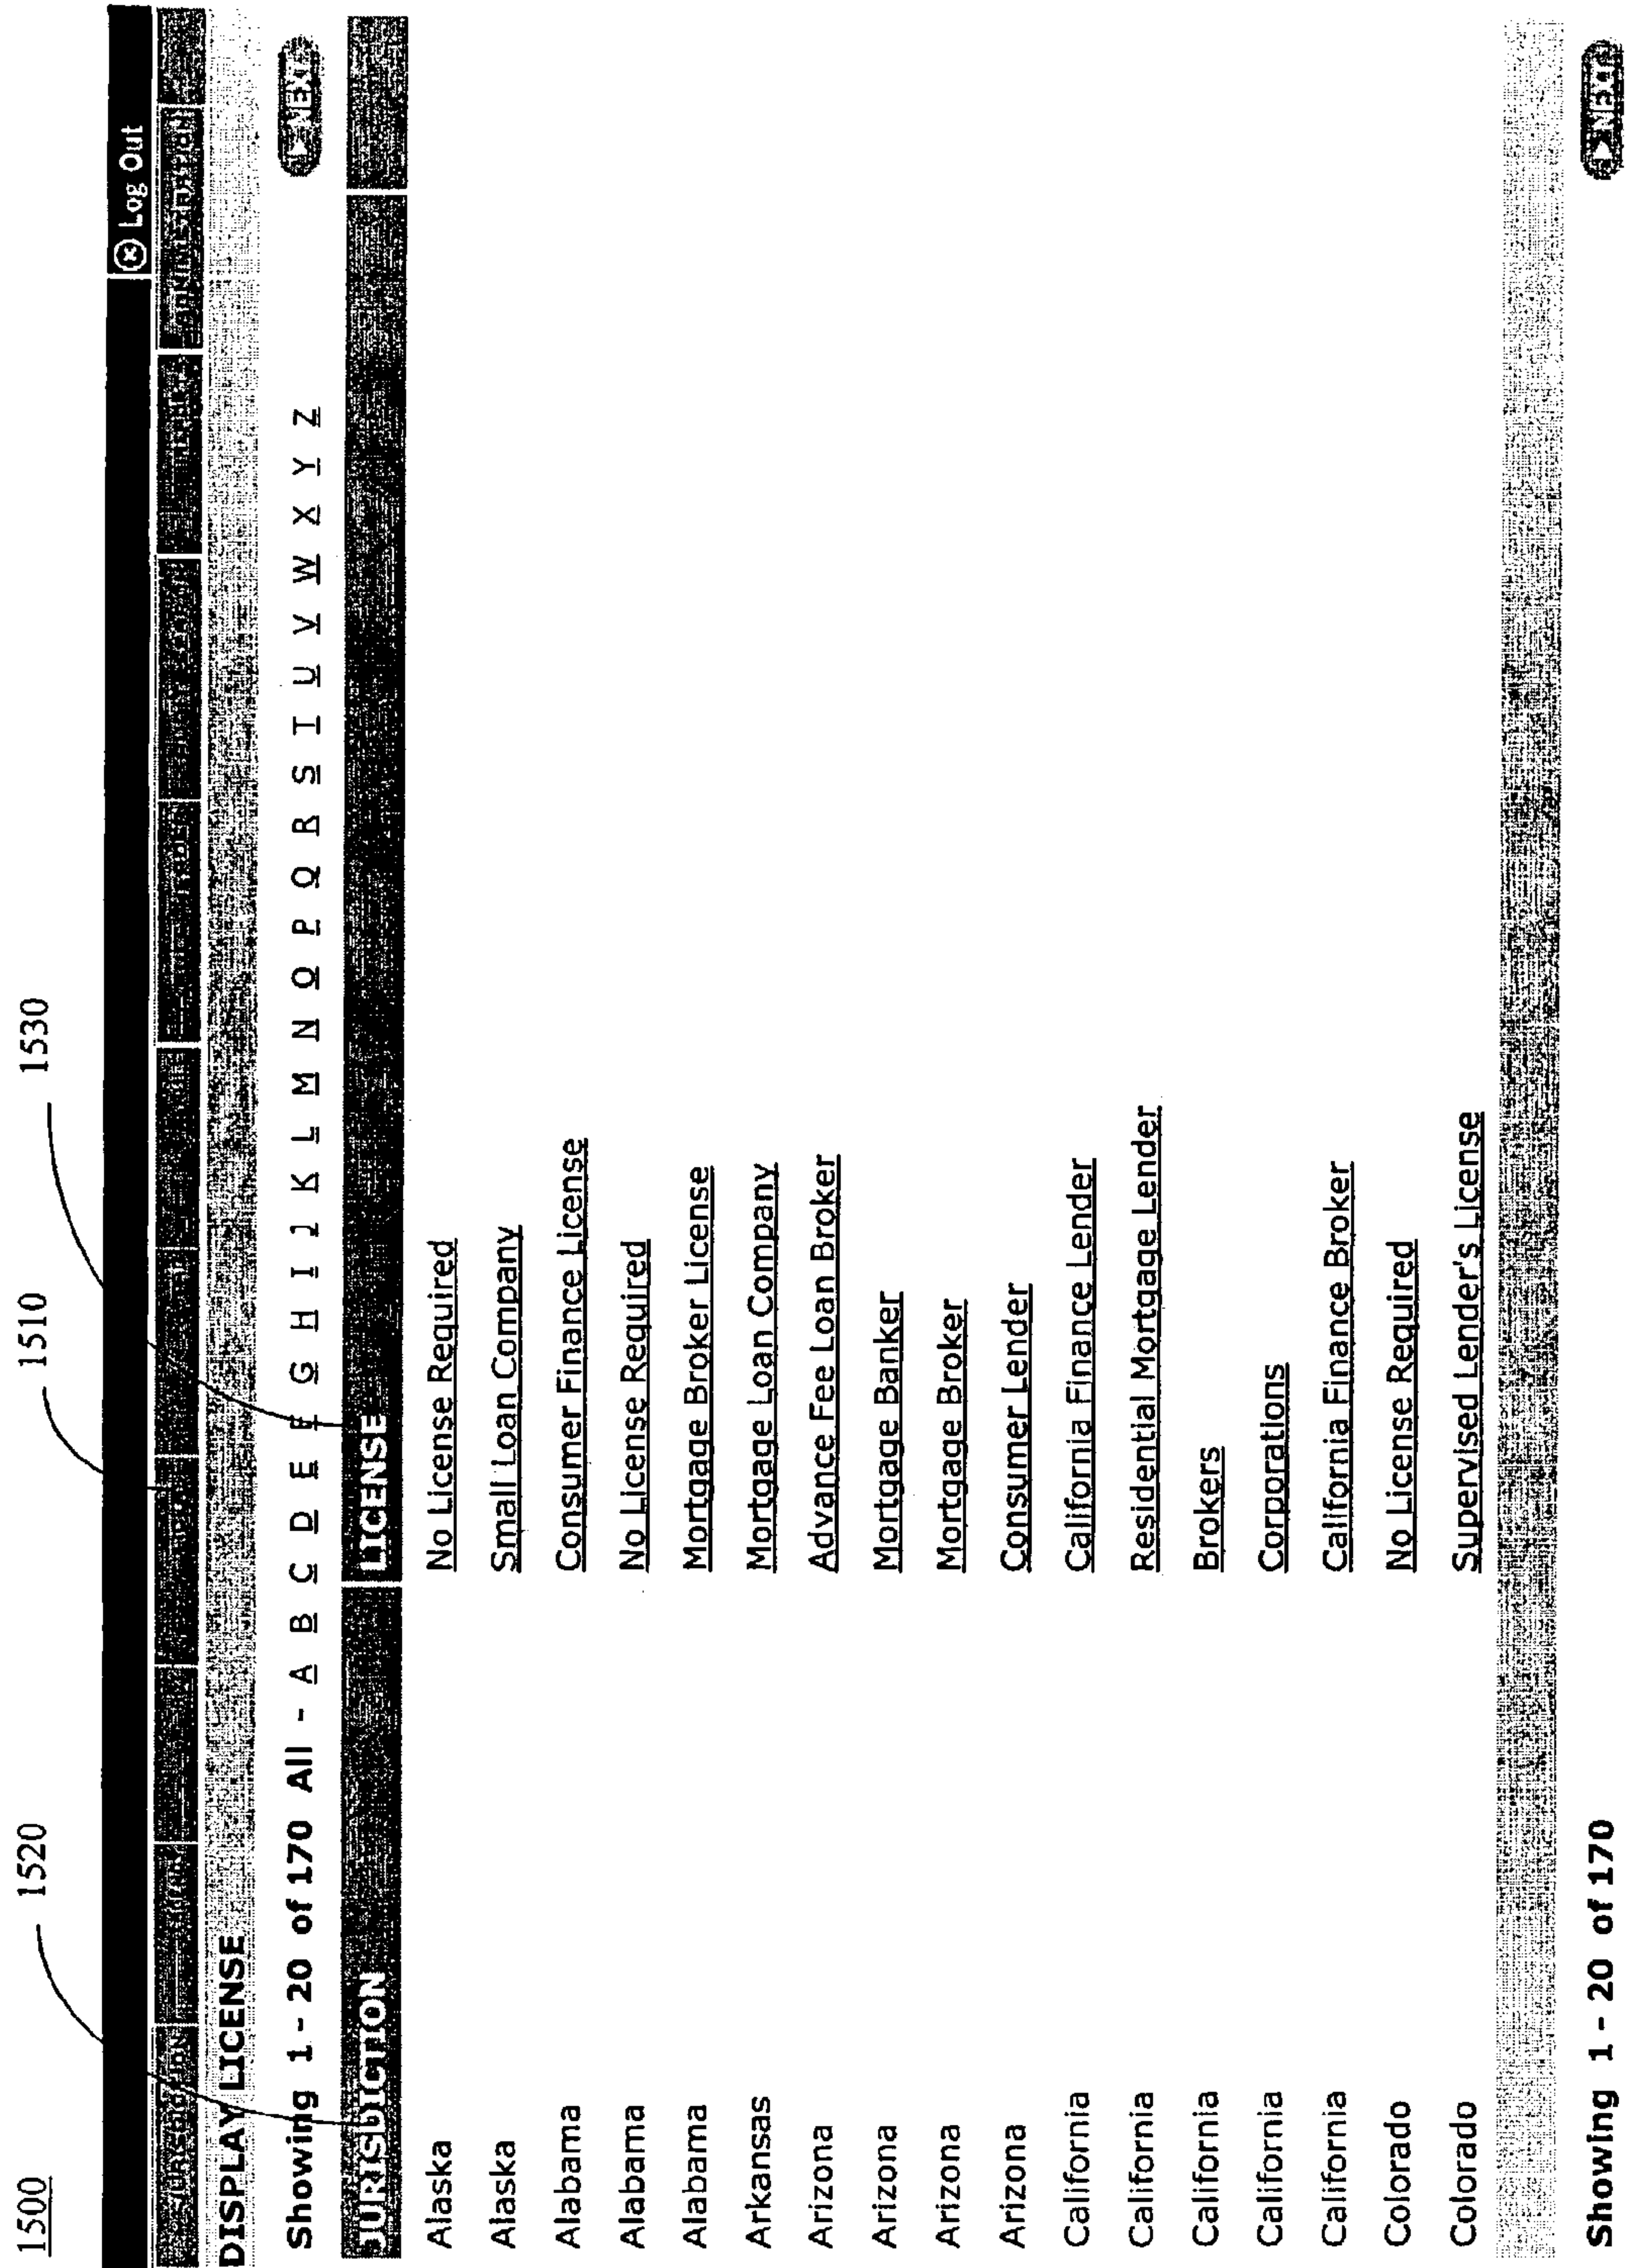 1500 1520 1510 1530
Log Out
JURISDICTION ADMINISTRATION
DISPLAY LICENSE
Showing 1 - 20 of 170 All - A B C D E F G H I J K L M N O P Q R S T U V W X Y Z NEXT
JURISDICTION LICENSE
Alaska No License Required
Alaska Small Loan Company
Alabama Consumer Finance License
Alabama No License Required
Alabama Mortgage Broker License
Arkansas Mortgage Loan Company
Arizona Advance Fee Loan Broker
Arizona Mortgage Banker
Arizona Mortgage Broker
Arizona Consumer Lender
California California Finance Lender
California Residential Mortgage Lender
California Brokers
California Corporations
California California Finance Broker
Colorado No License Required
Colorado Supervised Lender's License
Showing 1 - 20 of 170 NEXT